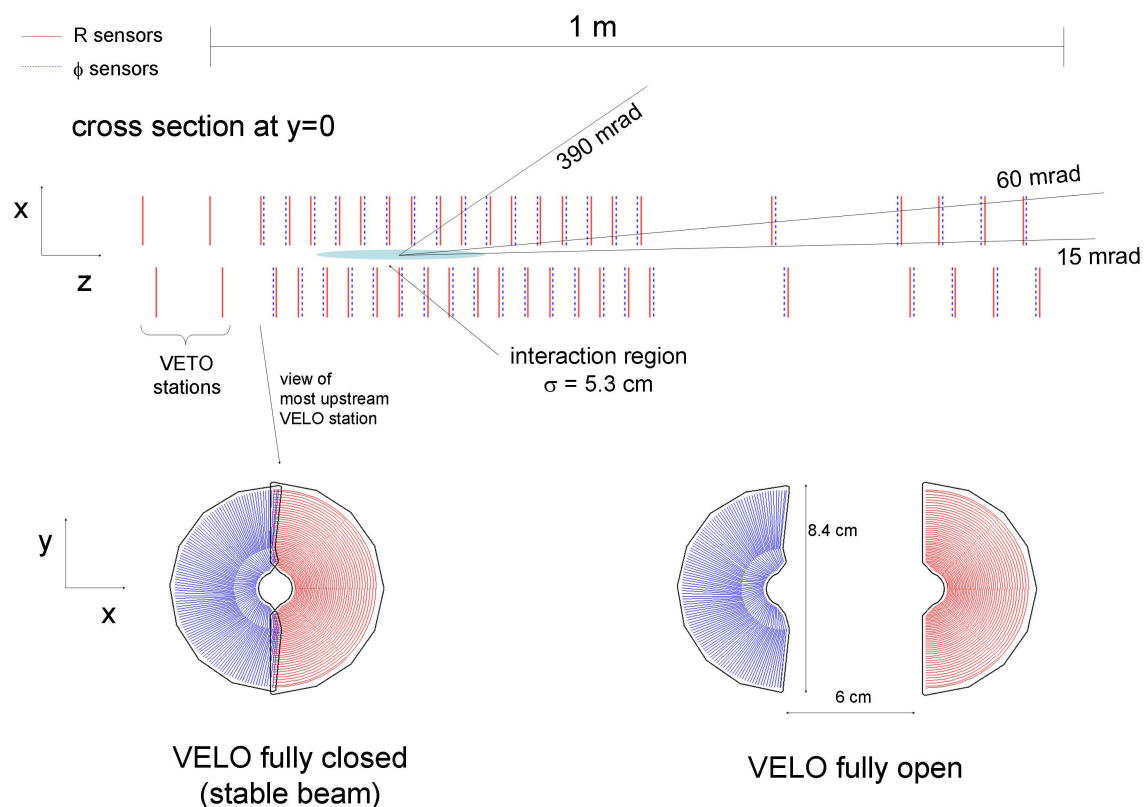 1 m
R sensors
ϕ sensors
cross section at y=0
390 mrad
60 mrad
x
z
15 mrad
VETO
stations
interaction region
σ = 5.3 cm
view of
most upstream
VELO station
y
x
8.4 cm
6 cm
VELO fully closed
(stable beam)
VELO fully open